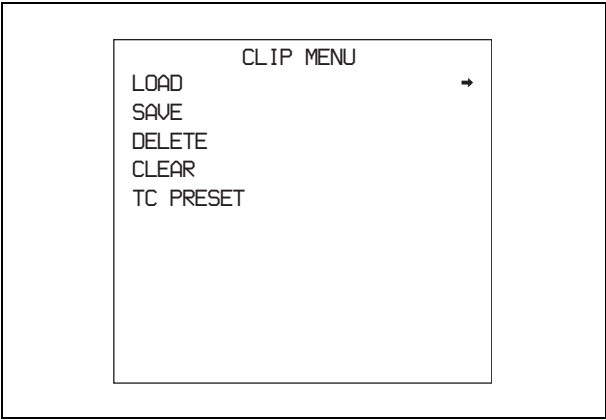 CLIP MENU
LOAD ➡
SAVE
DELETE
CLEAR
TC PRESET